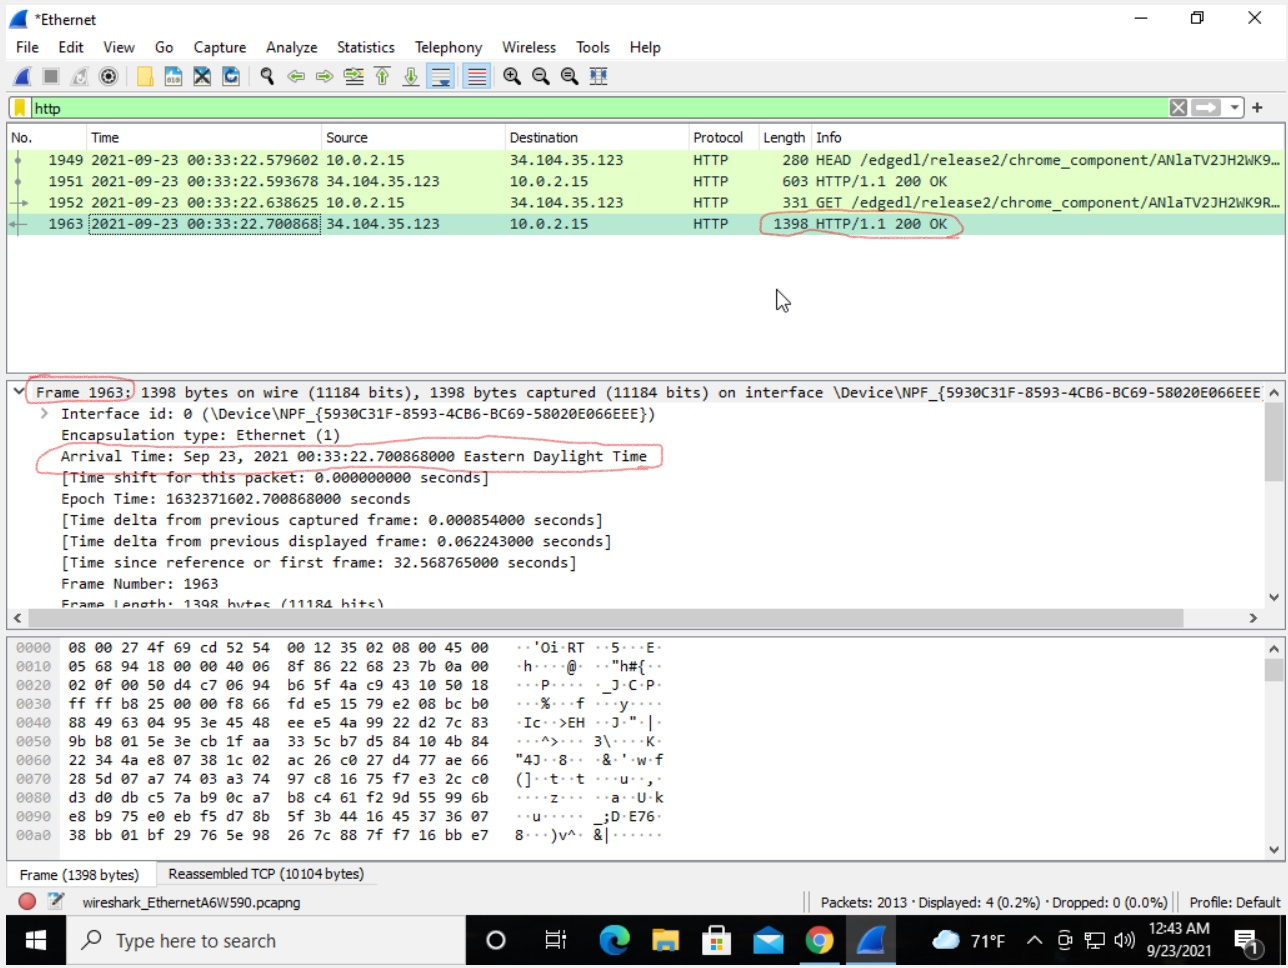 *Ethernet
File Edit View Go Capture Analyze Statistics Telephony Wireless Tools Help
http
No. Time Source Destination Protocol Length Info
1949 2021-09-23 00:33:22.579602 10.0.2.15 34.104.35.123 HTTP 280 HEAD /edgedl/release2/chrome_component/ANlaTV2JH2WK9…
1951 2021-09-23 00:33:22.593678 34.104.35.123 10.0.2.15 HTTP 603 HTTP/1.1 200 OK
1952 2021-09-23 00:33:22.638625 10.0.2.15 34.104.35.123 HTTP 331 GET /edgedl/release2/chrome_component/ANlaTV2JH2WK9R…
1963 2021-09-23 00:33:22.700868 34.104.35.123 10.0.2.15 HTTP 1398 HTTP/1.1 200 OK
Frame 1963: 1398 bytes on wire (11184 bits), 1398 bytes captured (11184 bits) on interface \Device\NPF_{5930C31F-8593-4CB6-BC69-58020E066EEE
Interface id: 0 (\Device\NPF_{5930C31F-8593-4CB6-BC69-58020E066EEE})
Encapsulation type: Ethernet (1)
Arrival Time: Sep 23, 2021 00:33:22.700868000 Eastern Daylight Time
[Time shift for this packet: 0.000000000 seconds]
Epoch Time: 1632371602.700868000 seconds
[Time delta from previous captured frame: 0.000854000 seconds]
[Time delta from previous displayed frame: 0.062243000 seconds]
[Time since reference or first frame: 32.568765000 seconds]
Frame Number: 1963
Frame Length: 1398 bytes (11184 bits)
0000 08 00 27 4f 69 cd 52 54 00 12 35 02 08 00 45 00 ··'Oi·RT ··5···E·
0010 05 68 94 18 00 00 40 06 8f 86 22 68 23 7b 0a 00 ·h····@· ··"h#{··
0020 02 0f 00 50 d4 c7 06 94 b6 5f 4a c9 43 10 50 18 ···P···· ·_J·C·P·
0030 ff ff b8 25 00 00 f8 66 fd e5 15 79 e2 08 bc b0 ···%···f ···y····
0040 88 49 63 04 95 3e 45 48 ee e5 4a 99 22 d2 7c 83 ·Ic··>EH ··J·"·|·
0050 9b b8 01 5e 3e cb 1f aa 33 5c b7 d5 84 10 4b 84 ···^>··· 3\····K·
0060 22 34 4a e8 07 38 1c 02 ac 26 c0 27 d4 77 ae 66 "4J··8·· ·&·'·w·f
0070 28 5d 07 a7 74 03 a3 74 97 c8 16 75 f7 e3 2c c0 (]··t··t ···u··,·
0080 d3 d0 db c5 7a b9 0c a7 b8 c4 61 f2 9d 55 99 6b ····z··· ··a··U·k
0090 e8 b9 75 e0 eb f5 d7 8b 5f 3b 44 16 45 37 36 07 ··u····· _;D·E76·
00a0 38 bb 01 bf 29 76 5e 98 26 7c 88 7f f7 16 bb e7 8···)v^· &|······
Frame (1398 bytes) Reassembled TCP (10104 bytes)
wireshark_EthernetA6W590.pcapng Packets: 2013 · Displayed: 4 (0.2%) · Dropped: 0 (0.0%) Profile: Default
Type here to search 71°F 12:43 AM
9/23/2021 1